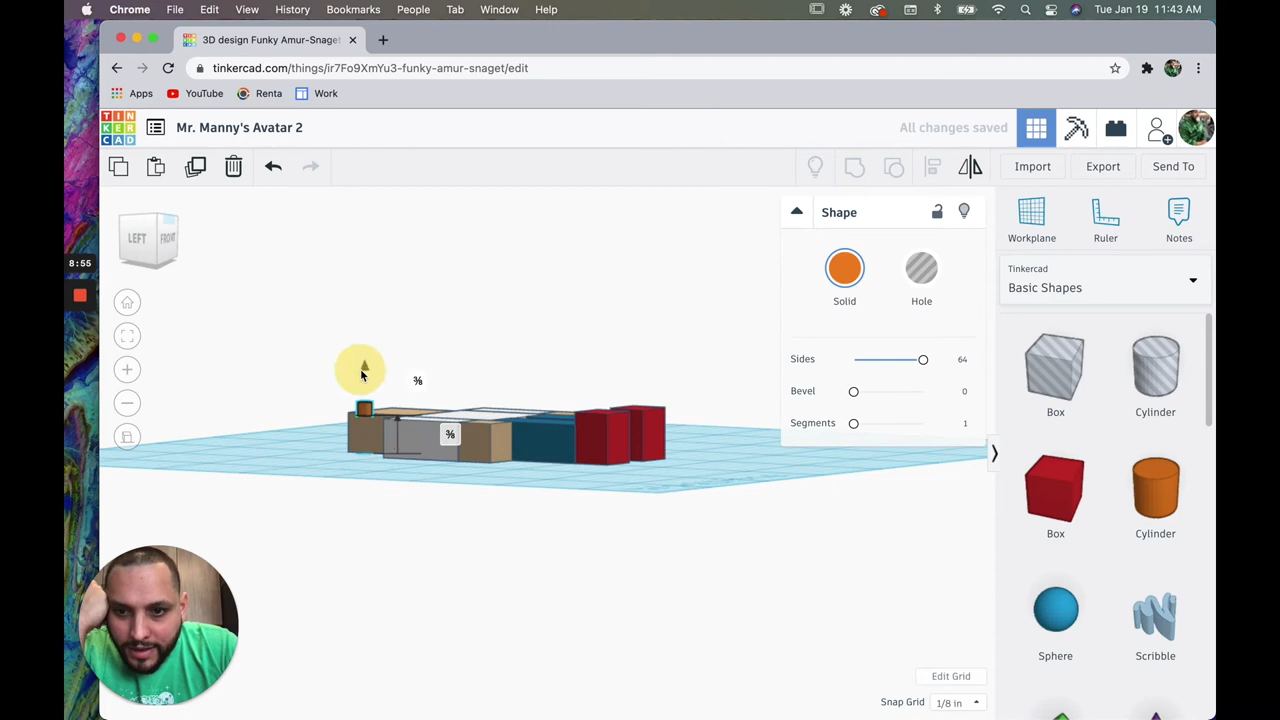 Chrome File Edit View History Bookmarks People Tab Window Help Tue Jan 19 11:43 AM
3D design Funky Amur-Snaget
tinkercad.com/things/ir7Fo9XmYu3-funky-amur-snaget/edit
Apps YouTube Renta Work
TIN
KER
CAD
Mr. Manny's Avatar 2
All changes saved
Import Export Send To
Shape
Workplane Ruler Notes
LEFT FRONT
8:55
Tinkercad
Basic Shapes
Solid Hole
Sides 64
Bevel 0
Segments 1
⅜
⅜
Box Cylinder
Box Cylinder
Sphere Scribble
Edit Grid
Snap Grid 1/8 in